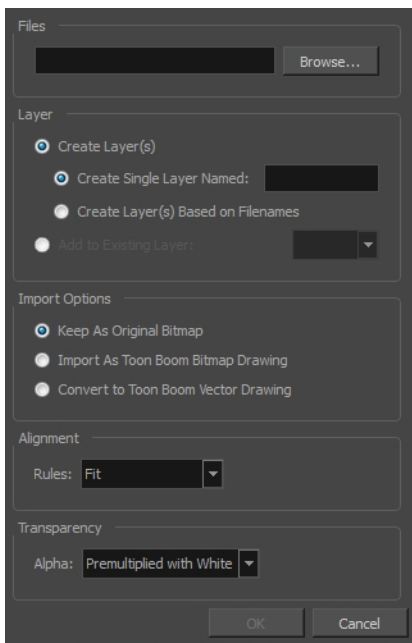 Files
Browse...
Layer
Create Layer(s)
Create Single Layer Named:
Create Layer(s) Based on Filenames
Add to Existing Layer:
Import Options
Keep As Original Bitmap
Import As Toon Boom Bitmap Drawing
Convert to Toon Boom Vector Drawing
Alignment
Rules: Fit
Transparency
Alpha: Premultiplied with White
OK Cancel